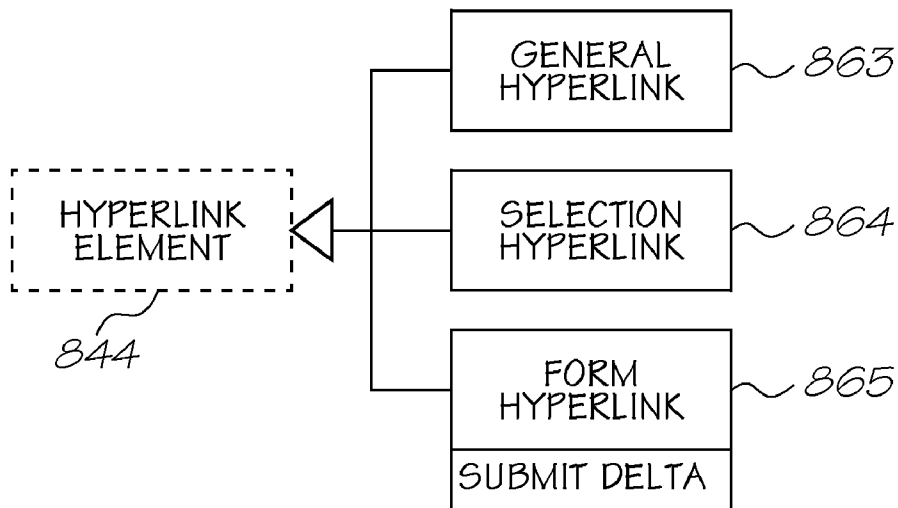 GENERAL
HYPERLINK
863
HYPERLINK
ELEMENT
844
SELECTION
HYPERLINK
864
FORM
HYPERLINK
865
SUBMIT DELTA